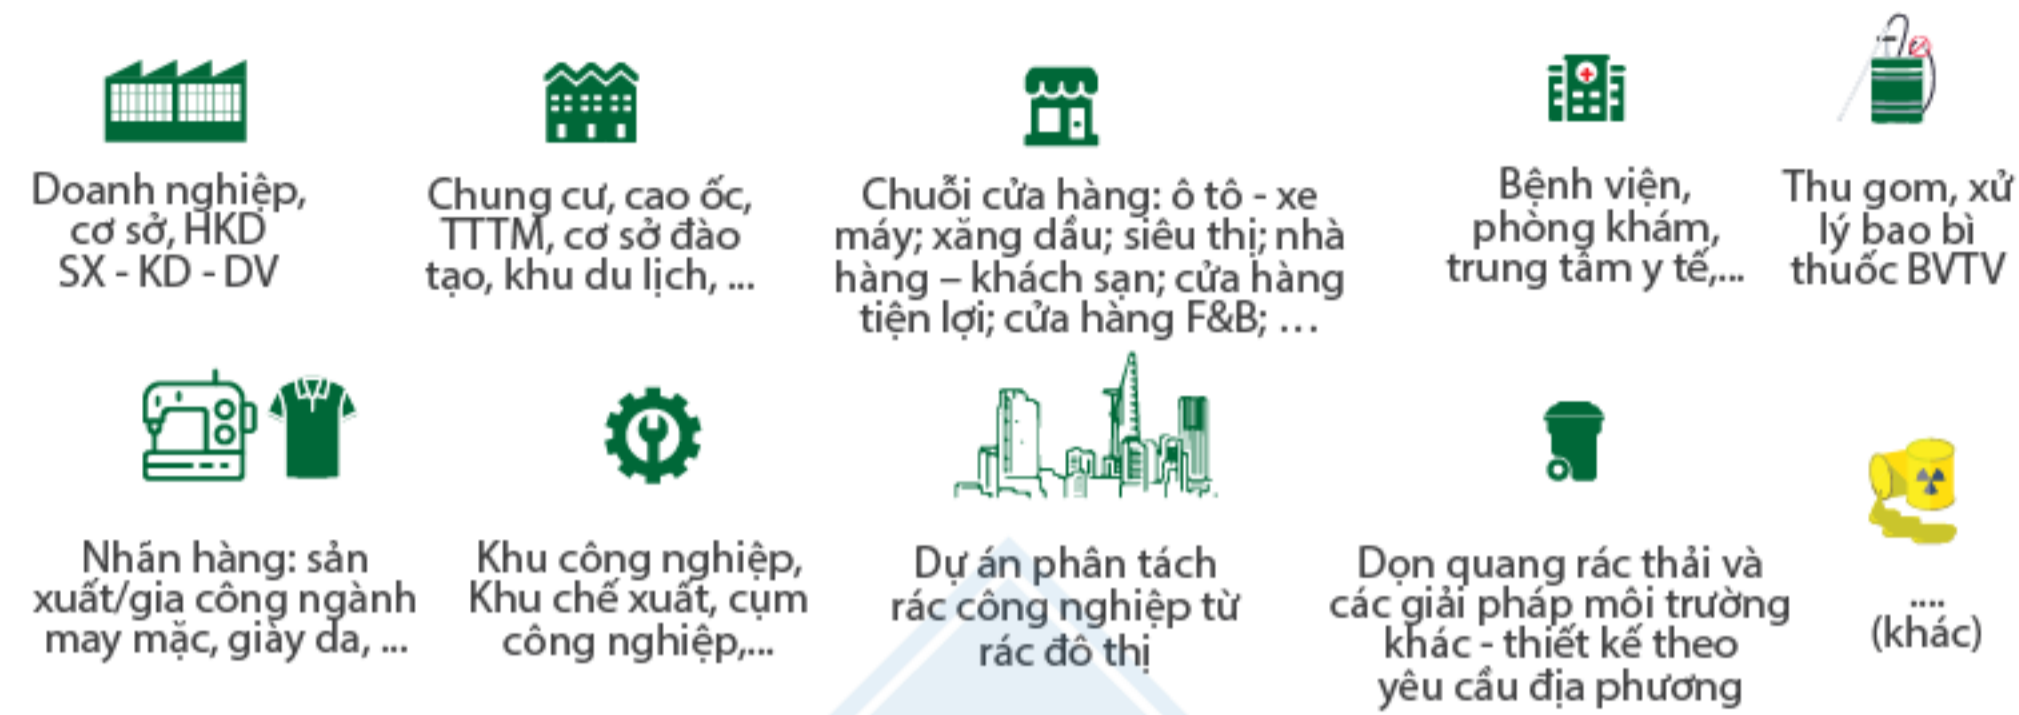 Doanh nghiệp,
cơ sở, HKD
SX - KD - DV
Chung cư, cao ốc,
TTTM, cơ sở đào
tạo, khu du lịch, ...
Chuỗi cửa hàng: ô tô - xe
máy; xăng dầu; siêu thị; nhà
hàng – khách sạn; cửa hàng
tiện lợi; cửa hàng F&B; ...
Bệnh viện,
phòng khám,
trung tâm y tế,...
Thu gom, xử
lý bao bì
thuốc BVTV
Nhãn hàng: sản
xuất/gia công ngành
may mặc, giày da, ...
Khu công nghiệp,
Khu chế xuất, cụm
công nghiệp,...
Dự án phân tách
rác công nghiệp từ
rác đô thị
Dọn quang rác thải và
các giải pháp môi trường
khác - thiết kế theo
yêu cầu địa phương
....
(khác)